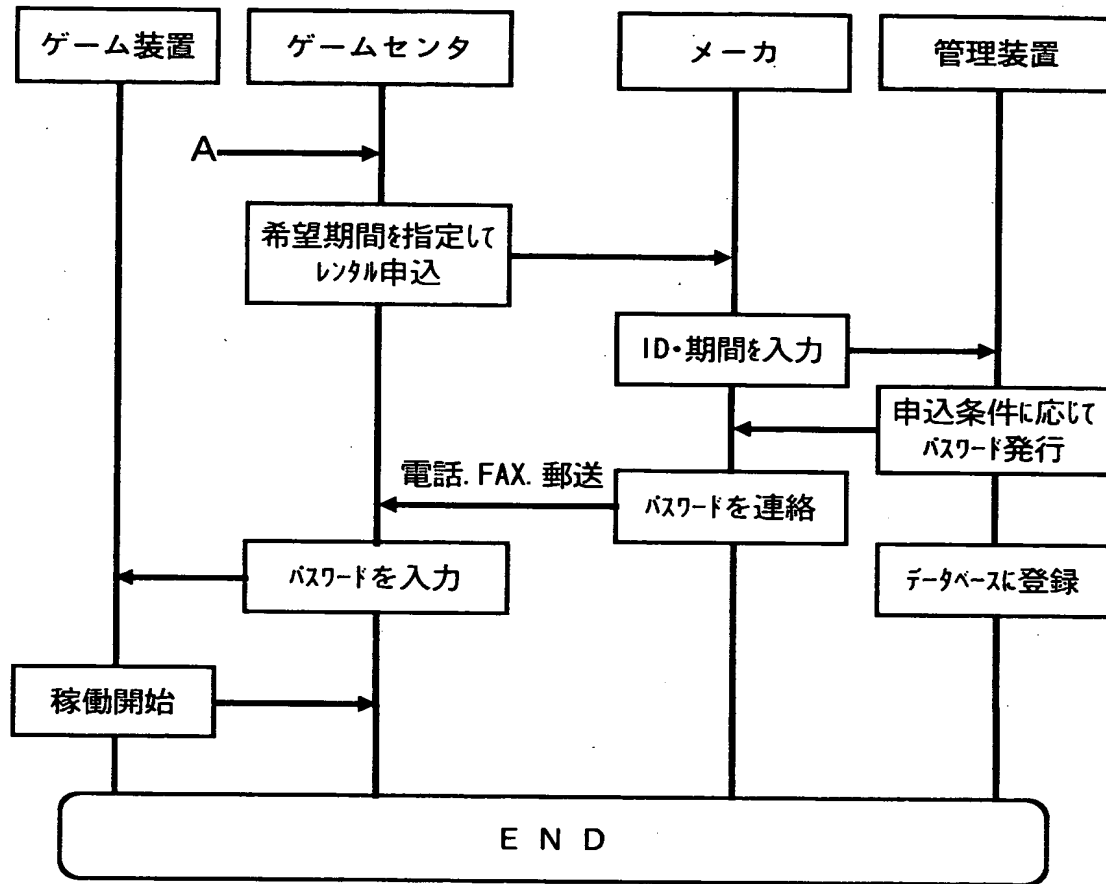 ゲーム装置
ゲームセンタ
メーカ
管理装置
A
希望期間を指定して
レンタル申込
ID・期間を入力
申込条件に応じて
パスワード発行
電話. FAX. 郵送
パスワードを連絡
パスワードを入力
データベースに登録
稼働開始
END